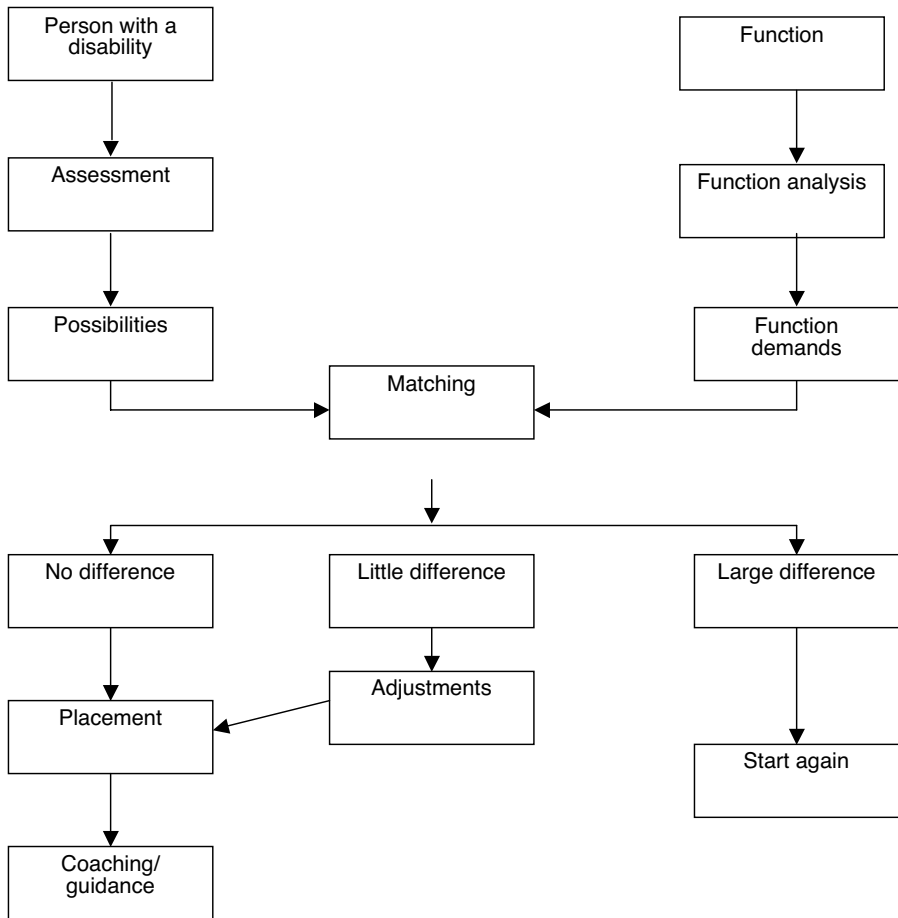 Person with a
disability
Function
Assessment
Function analysis
Possibilities
Function
demands
Matching
No difference
Little difference
Large difference
Placement
Adjustments
Start again
Coaching/
guidance